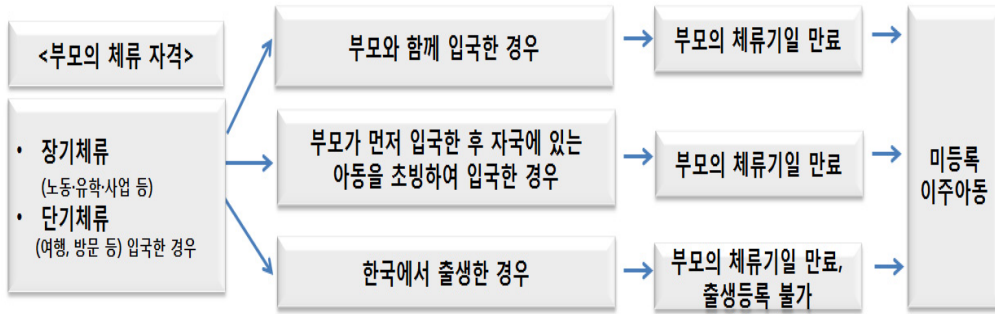 <부모의 체류 자격>
• 장기체류
(노동·유학·사업 등)
• 단기체류
(여행, 방문 등) 입국한 경우
부모와 함께 입국한 경우
부모의 체류기일 만료
부모가 먼저 입국한 후 자국에 있는
아동을 초빙하여 입국한 경우
부모의 체류기일 만료
한국에서 출생한 경우
부모의 체류기일 만료,
출생등록 불가
미등록
이주아동